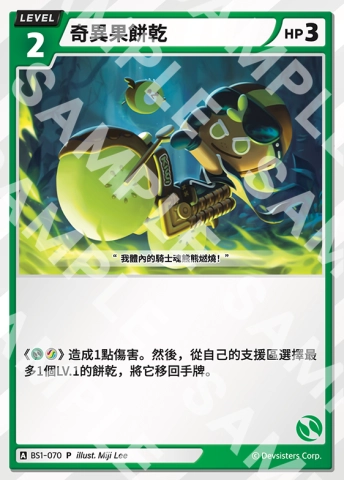 LEVEL
2
奇異果餅乾
HP3
SAMPLE
“ 我體內的騎士魂熊熊燃燒！”
《》造成1點傷害。然後，從自己的支援區選擇最
多1個LV.1的餅乾，將它移回手牌。
A BS1-070 P illust. Miji Lee
© Devsisters Corp.